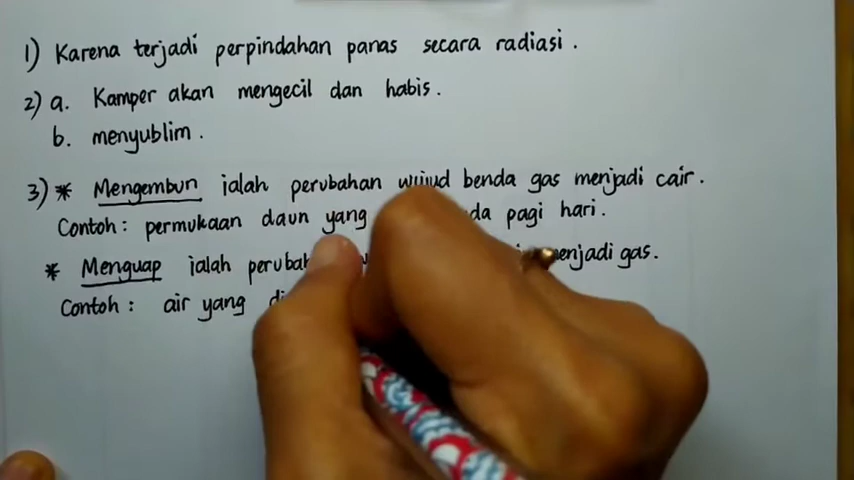 1) Karena terjadi perpindahan panas secara radiasi.
2) a. Kamper akan mengecil dan habis.
b. menyublim.
3) * Mengembun ialah perubahan wujud benda gas menjadi cair.
Contoh: permukaan daun yang pagi hari.
* Menguap ialah menjadi gas.
Contoh: air yang